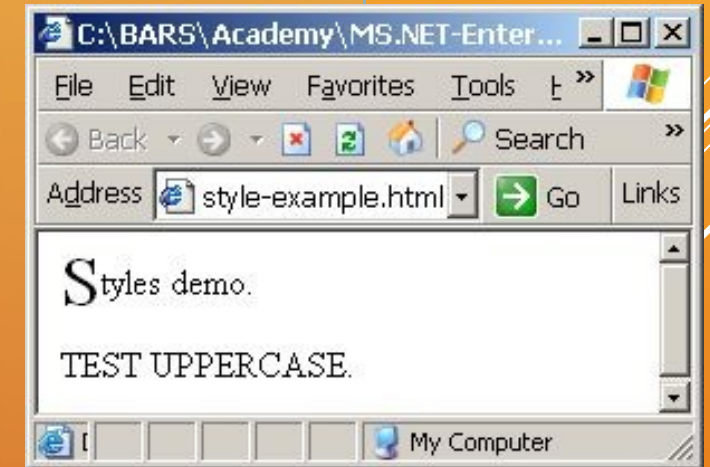 C:\BARS\Academy\MS.NET-Enter...
File Edit View Favorites Tools »
Back Search »
Address style-example.html Go Links
Styles demo.
TEST UPPERCASE.
My Computer